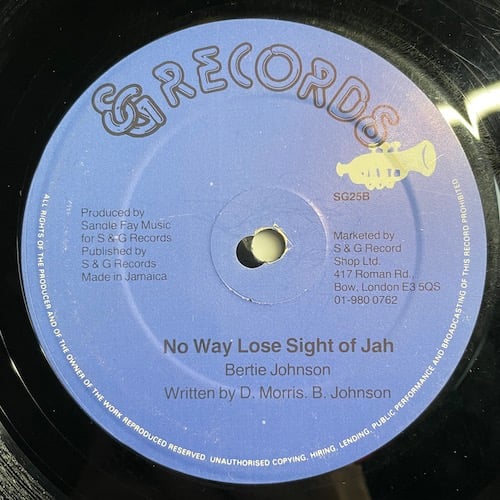 SG RECORDS
SG25B
Produced by
Sandle Fay Music
for S & G Records
Published by
S & G Records
Made in Jamaica
Marketed by
S & G Record
Shop Ltd.
417 Roman Rd.,
Bow, London E3 5QS
01-980 0762
No Way Lose Sight of Jah
Bertie Johnson
Written by D. Morris. B. Johnson
ALL RIGHTS OF THE PRODUCER AND OF THE OWNER OF THE WORK REPRODUCED RESERVED. UNAUTHORISED COPYING, HIRING, LENDING, PUBLIC PERFORMANCE AND BROADCASTING OF THIS RECORD PROHIBITED